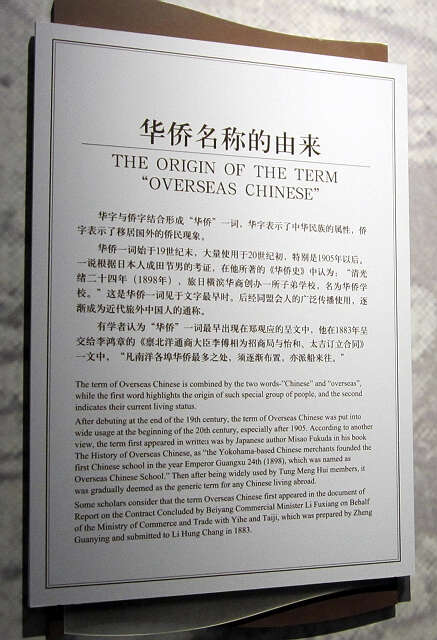 华侨名称的由来
THE ORIGIN OF THE TERM
“OVERSEAS CHINESE”
华字与侨字结合形成“华侨”一词，华字表示了中华民族的属性，侨
字表示了移居国外的侨民现象。
华侨一词始于19世纪末，大量使用于20世纪初，特别是1905年以后。
一说根据日本人成田节男的考证，在他所著的《华侨史》中认为：“清光
绪二十四年（1898年），旅日横滨华商创办一所子弟学校，名为华侨学
校。”这是华侨一词见于文字最早时。后经同盟会人的广泛传播使用，逐
渐成为近代旅外中国人的通称。
有学者认为“华侨”一词最早出现在郑观应的呈文中，他在1883年呈
交给李鸿章的《禀北洋通商大臣李傅相为招商局与怡和、太古订立合同》
一文中，“凡南洋各埠华侨最多之处，须逐渐布置，亦派船来往。”
The term of Overseas Chinese is combined by the two words-"Chinese" and "overseas",
while the first word highlights the origin of such special group of people, and the second
indicates their current living status.
After debuting at the end of the 19th century, the term of Overseas Chinese was put into
wide usage at the beginning of the 20th century, especially after 1905. According to another
view, the term first appeared in written was by Japanese author Misao Fukuda in his book
The History of Overseas Chinese, as “the Yokohama-based Chinese merchants founded the
first Chinese school in the year Emperor Guangxu 24th (1898), which was named as
Overseas Chinese School.” Then after being widely used by Tung Meng Hui members, it
was gradually deemed as the generic term for any Chinese living abroad.
Some scholars consider that the term Overseas Chinese first appeared in the document of
Report on the Contract Concluded by Beiyang Commercial Minister Li Fuxiang on Behalf
of the Ministry of Commerce and Trade with Yihe and Taiji, which was prepared by Zheng
Guanying and submitted to Li Hung Chang in 1883.